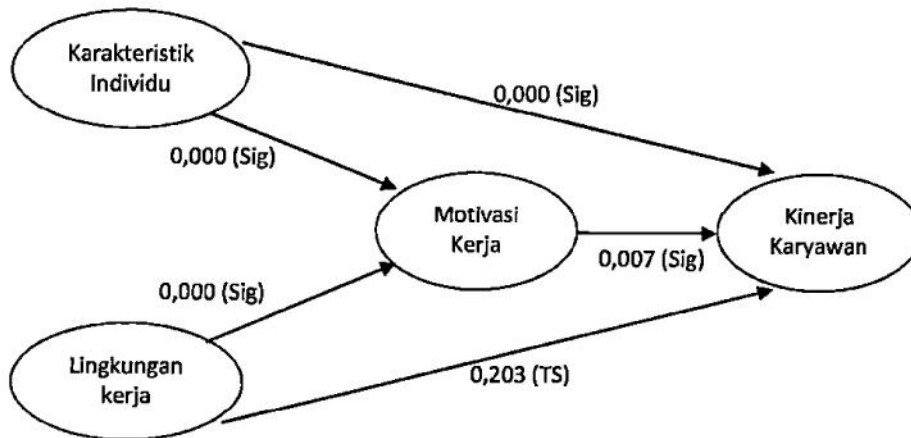 Karakteristik
Individu
0,000 (Sig)
0,000 (Sig)
Motivasi
Kerja
Kinerja
Karyawan
0,007 (Sig)
0,000 (Sig)
Lingkungan
kerja
0,203 (TS)